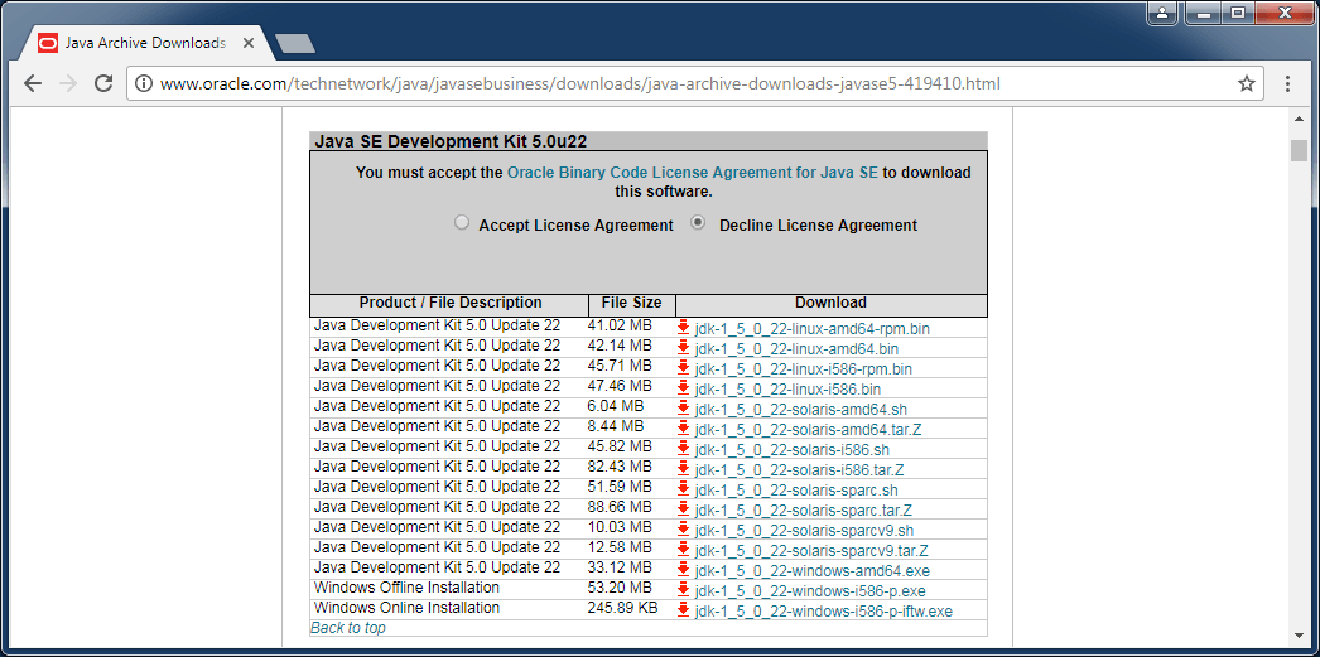 Java Archive Downloads
www.oracle.com/technetwork/java/javasebusiness/downloads/java-archive-downloads-javase5-419410.html
Java SE Development Kit 5.0u22
You must accept the Oracle Binary Code License Agreement for Java SE to download
this software.
Accept License Agreement Decline License Agreement
Product / File Description File Size Download
Java Development Kit 5.0 Update 22 41.02 MB jdk-1_5_0_22-linux-amd64-rpm.bin
Java Development Kit 5.0 Update 22 42.14 MB jdk-1_5_0_22-linux-amd64.bin
Java Development Kit 5.0 Update 22 45.71 MB jdk-1_5_0_22-linux-i586-rpm.bin
Java Development Kit 5.0 Update 22 47.46 MB jdk-1_5_0_22-linux-i586.bin
Java Development Kit 5.0 Update 22 6.04 MB jdk-1_5_0_22-solaris-amd64.sh
Java Development Kit 5.0 Update 22 8.44 MB jdk-1_5_0_22-solaris-amd64.tar.Z
Java Development Kit 5.0 Update 22 45.82 MB jdk-1_5_0_22-solaris-i586.sh
Java Development Kit 5.0 Update 22 82.43 MB jdk-1_5_0_22-solaris-i586.tar.Z
Java Development Kit 5.0 Update 22 51.59 MB jdk-1_5_0_22-solaris-sparc.sh
Java Development Kit 5.0 Update 22 88.66 MB jdk-1_5_0_22-solaris-sparc.tar.Z
Java Development Kit 5.0 Update 22 10.03 MB jdk-1_5_0_22-solaris-sparcv9.sh
Java Development Kit 5.0 Update 22 12.58 MB jdk-1_5_0_22-solaris-sparcv9.tar.Z
Java Development Kit 5.0 Update 22 33.12 MB jdk-1_5_0_22-windows-amd64.exe
Windows Offline Installation 53.20 MB jdk-1_5_0_22-windows-i586-p.exe
Windows Online Installation 245.89 KB jdk-1_5_0_22-windows-i586-p-iftw.exe
Back to top